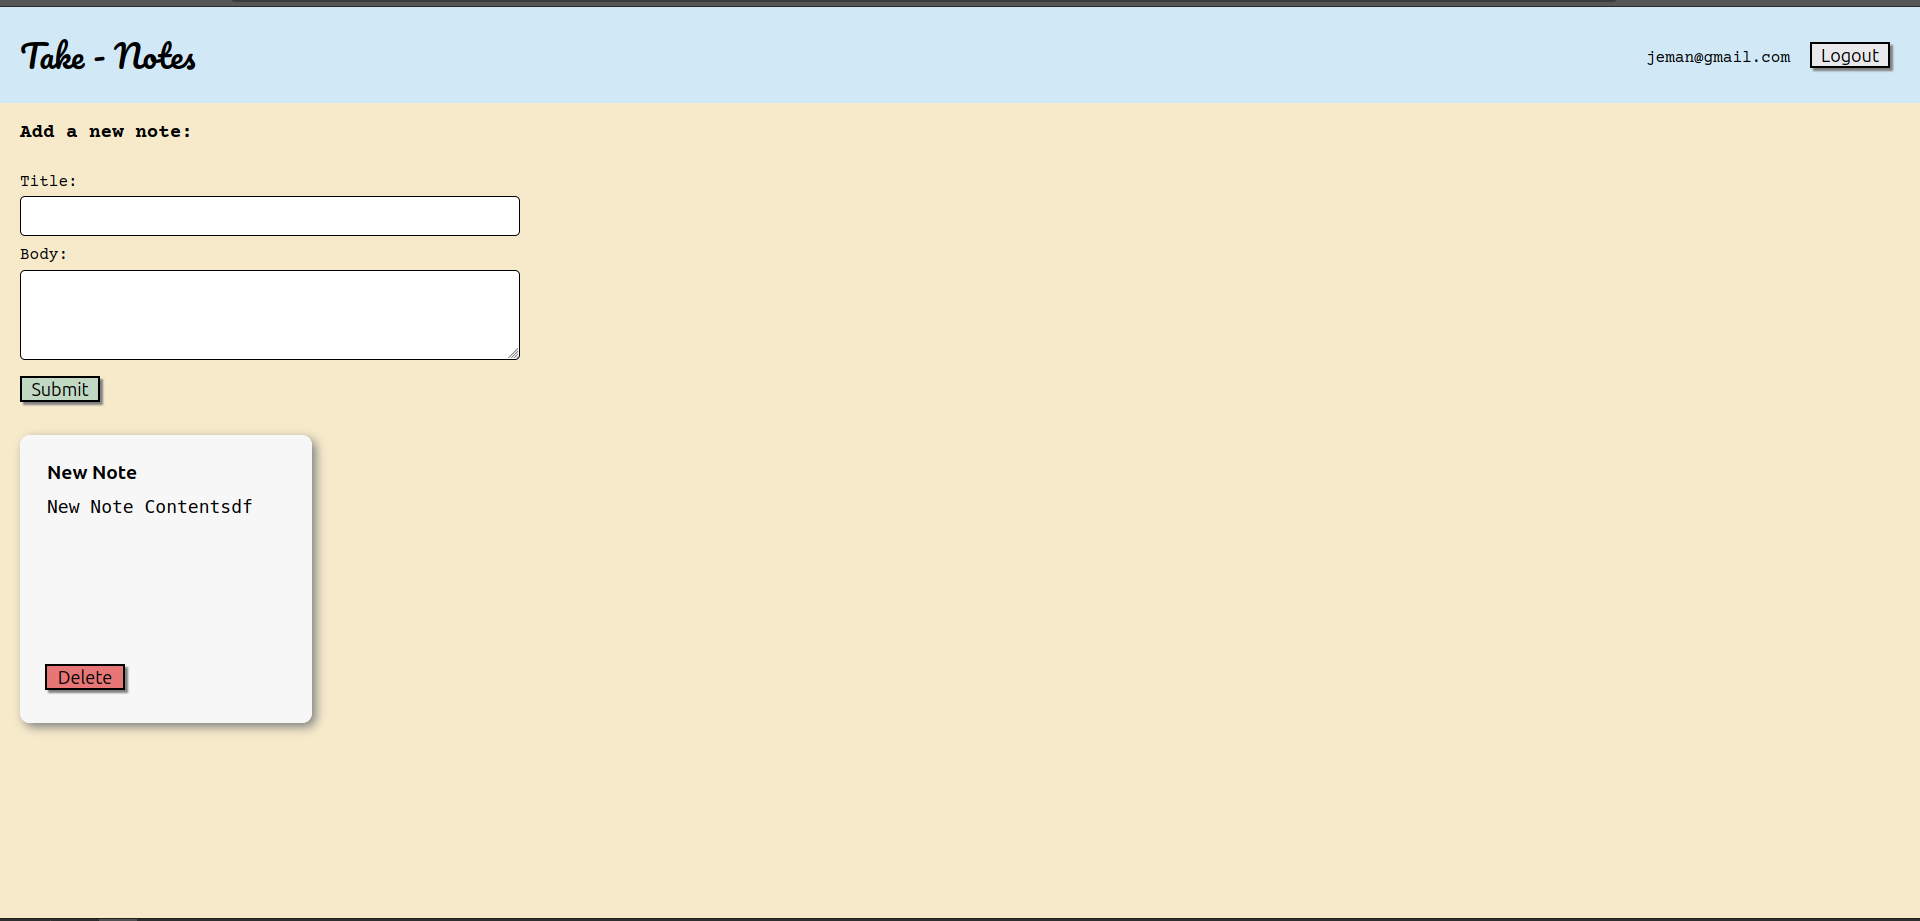 Take - Notes
jeman@gmail.com Logout
Add a new note:
Title:
Body:
Submit
New Note
New Note Contentsdf
Delete